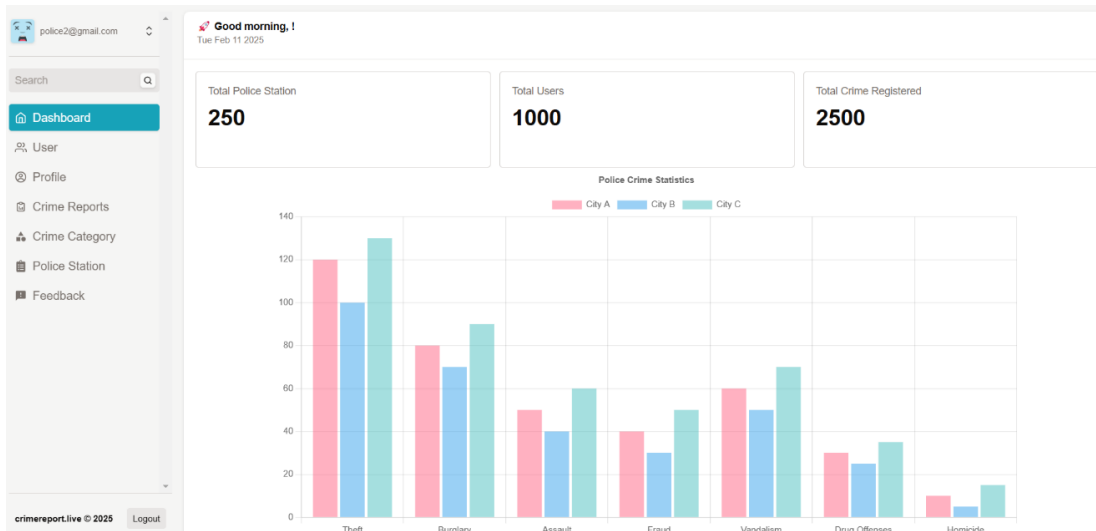 police2@gmail.com
Search
Dashboard
User
Profile
Crime Reports
Crime Category
Police Station
Feedback
crimereport.live © 2025
Logout
🚀 Good morning, !
Tue Feb 11 2025
Total Police Station
250
Total Users
1000
Total Crime Registered
2500
Police Crime Statistics
City A City B City C
140
120
100
80
60
40
20
0
Theft Burglary Assault Fraud Vandalism Drug Offenses Homicide